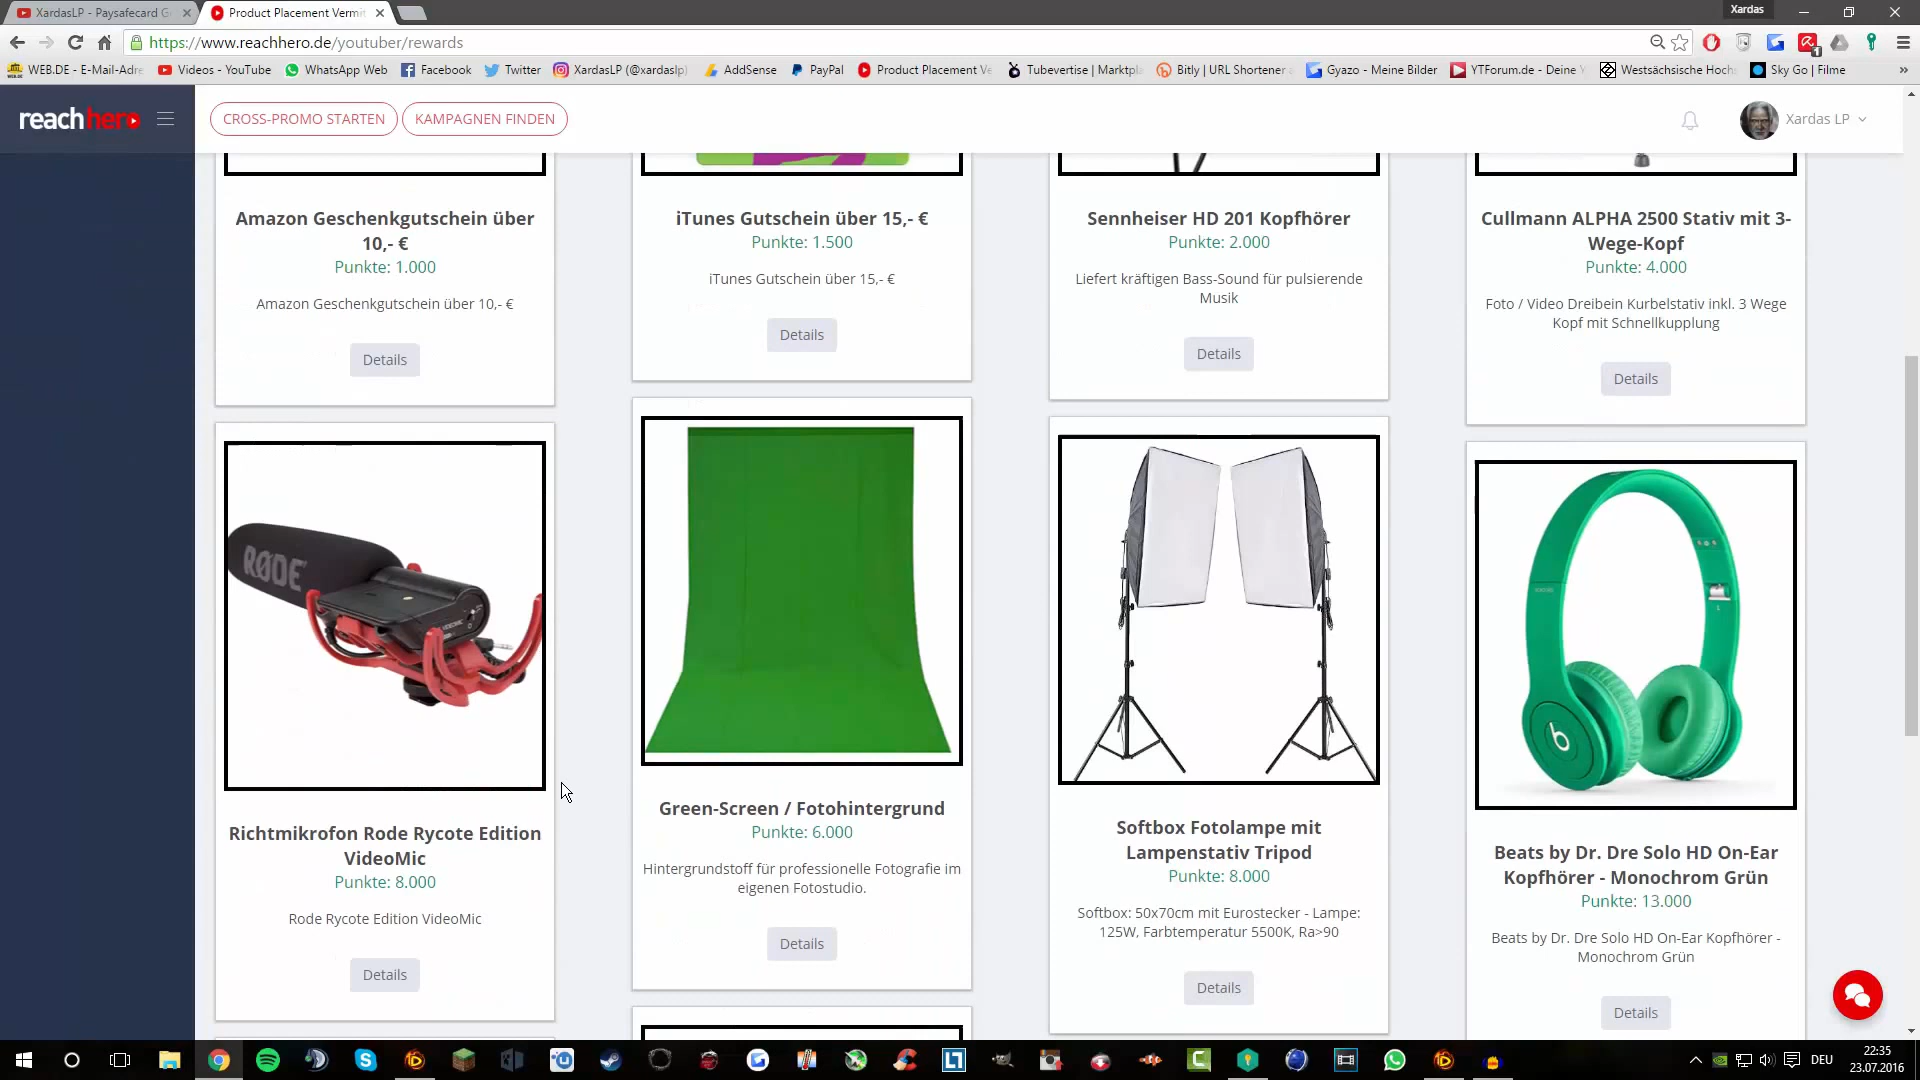 XardasLP - Paysafecard G
Product Placement Vermit
Xardas
https://www.reachhero.de/youtuber/rewards
WEB.DE - E-Mail-Adre
Videos - YouTube
WhatsApp Web
Facebook
Twitter
XardasLP (@xardaslp)
AddSense
PayPal
Product Placement Ve
Tubevertise | Marktpla
Bitly | URL Shortener
Gyazo - Meine Bilder
YTForum.de - Deine Y
Westsächsische Hochs
Sky Go | Filme
»
reachhero
CROSS-PROMO STARTEN
KAMPAGNEN FINDEN
Xardas LP
Amazon Geschenkgutschein über
10,- €
Punkte: 1.000
Amazon Geschenkgutschein über 10,- €
Details
iTunes Gutschein über 15,- €
Punkte: 1.500
iTunes Gutschein über 15,- €
Details
Sennheiser HD 201 Kopfhörer
Punkte: 2.000
Liefert kräftigen Bass-Sound für pulsierende
Musik
Details
Cullmann ALPHA 2500 Stativ mit 3-
Wege-Kopf
Punkte: 4.000
Foto / Video Dreibein Kurbelstativ inkl. 3 Wege
Kopf mit Schnellkupplung
Details
RØDE
Richtmikrofon Rode Rycote Edition
VideoMic
Punkte: 8.000
Rode Rycote Edition VideoMic
Details
Green-Screen / Fotohintergrund
Punkte: 6.000
Hintergrundstoff für professionelle Fotografie im
eigenen Fotostudio.
Details
Softbox Fotolampe mit
Lampenstativ Tripod
Punkte: 8.000
Softbox: 50x70cm mit Eurostecker - Lampe:
125W, Farbtemperatur 5500K, Ra>90
Details
b
Beats by Dr. Dre Solo HD On-Ear
Kopfhörer - Monochrom Grün
Punkte: 13.000
Beats by Dr. Dre Solo HD On-Ear Kopfhörer -
Monochrom Grün
Details
DEU
22:35
23.07.2016